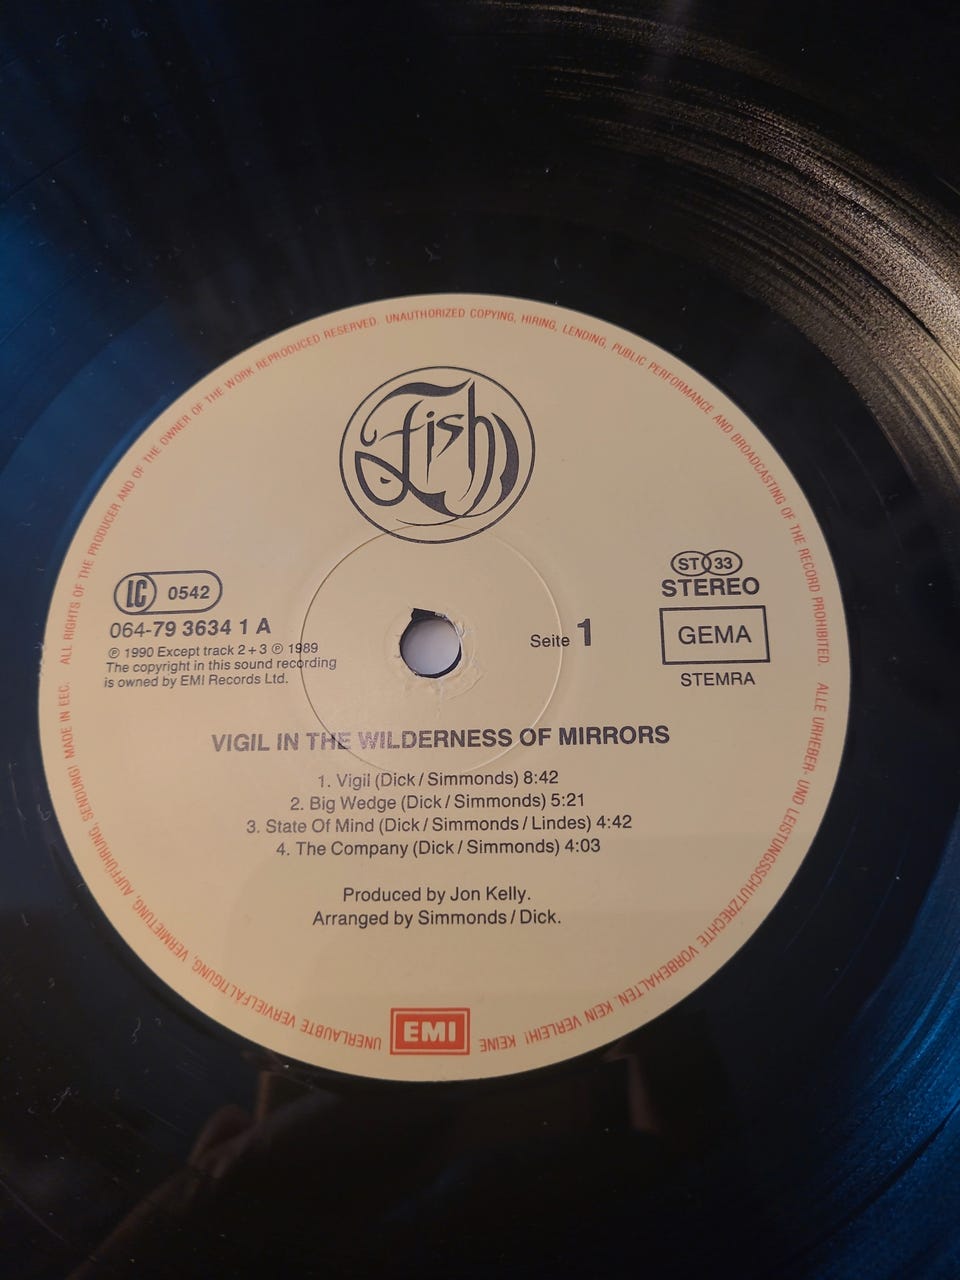 ALL RIGHTS OF THE PRODUCER AND OF THE OWNER OF THE WORK REPRODUCED RESERVED. UNAUTHORIZED COPYING, HIRING, LENDING, PUBLIC PERFORMANCE AND BROADCASTING OF THE RECORD PROHIBITED.
Fish
LC 0542
064-79 3634 1 A
℗ 1990 Except track 2+3 ℗ 1989
The copyright in this sound recording
is owned by EMI Records Ltd.
Seite 1
ST 33
STEREO
GEMA
STEMRA
VIGIL IN THE WILDERNESS OF MIRRORS
1. Vigil (Dick/Simmonds) 8:42
2. Big Wedge (Dick/Simmonds) 5:21
3. State Of Mind (Dick/Simmonds/Lindes) 4:42
4. The Company (Dick/Simmonds) 4:03
Produced by Jon Kelly.
Arranged by Simmonds/Dick.
EMI
ALLE URHEBER- UND LEISTUNGSSCHUTZRECHTE VORBEHALTEN. KEIN VERLEIH! KEINE UNERLAUBTE VERVIELFÄLTIGUNG, VERMIETUNG, AUFFÜHRUNG, SENDUNG! MADE IN EEC.